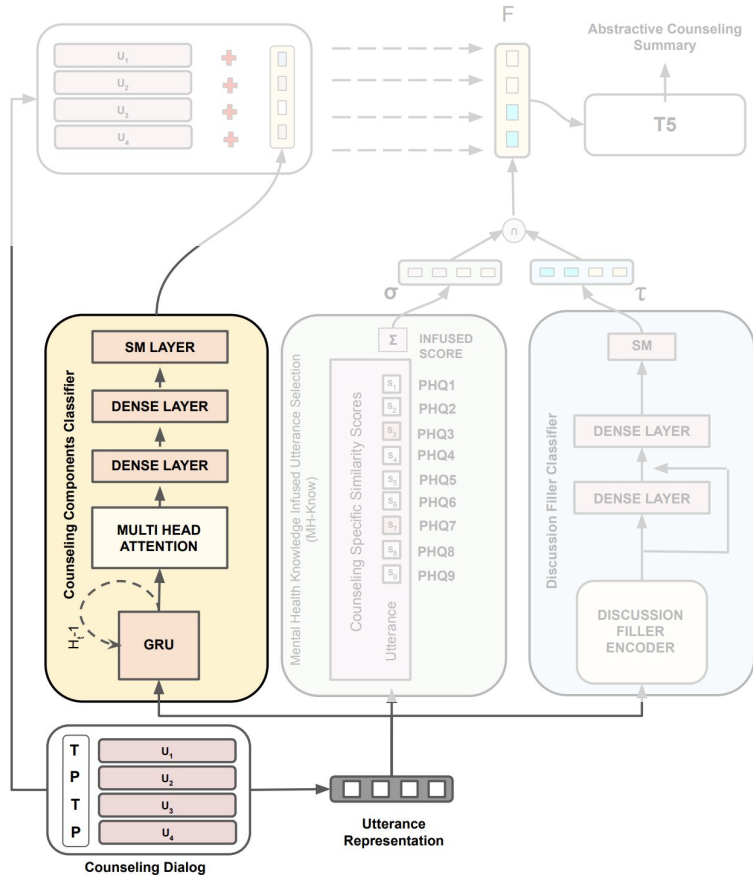 F
Abstractive Counseling
Summary
U1
U2
U3
U4
T5
∩
σ
τ
Counseling Components Classifier
SM LAYER
DENSE LAYER
DENSE LAYER
MULTI HEAD
ATTENTION
Ht-1
GRU
Mental Health Knowledge Infused Utterance Selection
(MH-Know)
Σ
INFUSED
SCORE
Counseling Specific Similarity Scores
Utterance
S1 PHQ1
S2 PHQ2
S3 PHQ3
S4 PHQ4
S5 PHQ5
S6 PHQ6
S7 PHQ7
S8 PHQ8
S9 PHQ9
Discussion Filler Classifier
SM
DENSE LAYER
DENSE LAYER
DISCUSSION
FILLER
ENCODER
T U1
P U2
T U3
P U4
Counseling Dialog
Utterance
Representation